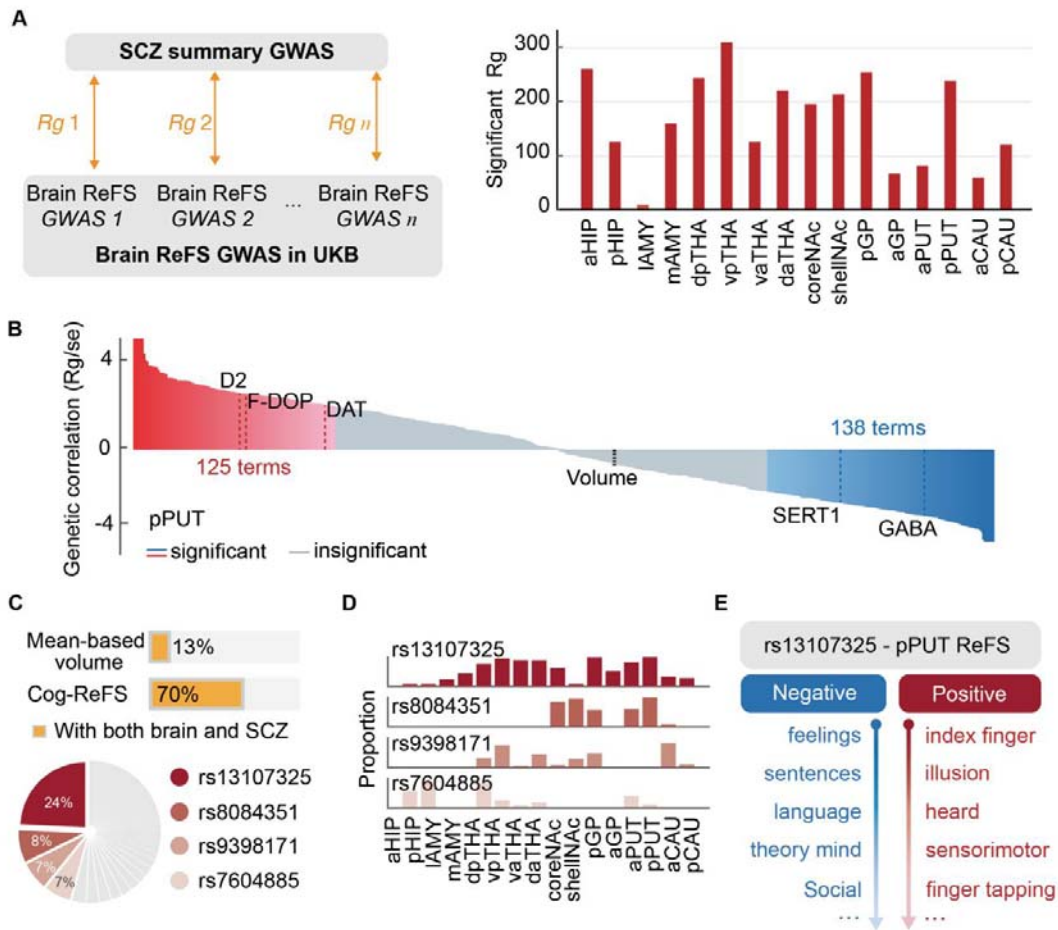 A
SCZ summary GWAS
Rg 1
Rg 2
Rg n
Brain ReFS
GWAS 1
Brain ReFS
GWAS 2
...
Brain ReFS
GWAS n
Brain ReFS GWAS in UKB
Significant Rg
300
200
100
0
aHIP
pHIP
lAMY
mAMY
dpTHA
vpTHA
vaTHA
daTHA
coreNAc
shellNAc
pGP
aGP
aPUT
pPUT
aCAU
pCAU
B
Genetic correlation (Rg/se)
4
0
-4
D2
F-DOP
DAT
125 terms
Volume
138 terms
SERT1
GABA
pPUT
significant
insignificant
C
Mean-based
volume
13%
Cog-ReFS
70%
With both brain and SCZ
24%
8%
7%
7%
rs13107325
rs8084351
rs9398171
rs7604885
D
Proportion
rs13107325
rs8084351
rs9398171
rs7604885
aHIP
pHIP
lAMY
mAMY
dpTHA
vpTHA
vaTHA
daTHA
coreNAc
shellNAc
pGP
aGP
aPUT
pPUT
aCAU
pCAU
E
rs13107325 - pPUT ReFS
Negative
feelings
sentences
language
theory mind
Social
...
Positive
index finger
illusion
heard
sensorimotor
finger tapping
...